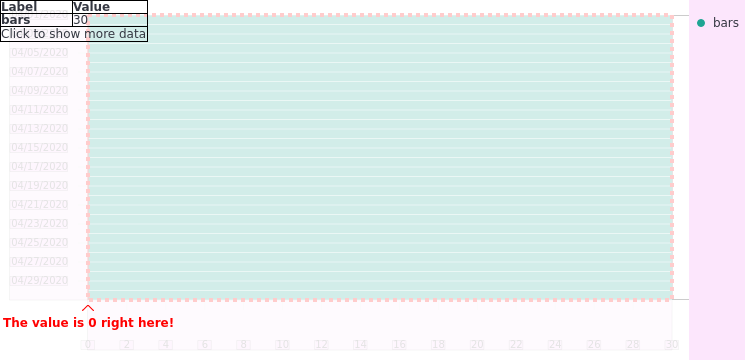 Label Value
bars 30
Click to show more data
bars
04/05/2020
04/07/2020
04/09/2020
04/11/2020
04/13/2020
04/15/2020
04/17/2020
04/19/2020
04/21/2020
04/23/2020
04/25/2020
04/27/2020
04/29/2020
The value is 0 right here!
0 2 4 6 8 10 12 14 16 18 20 22 24 26 28 30